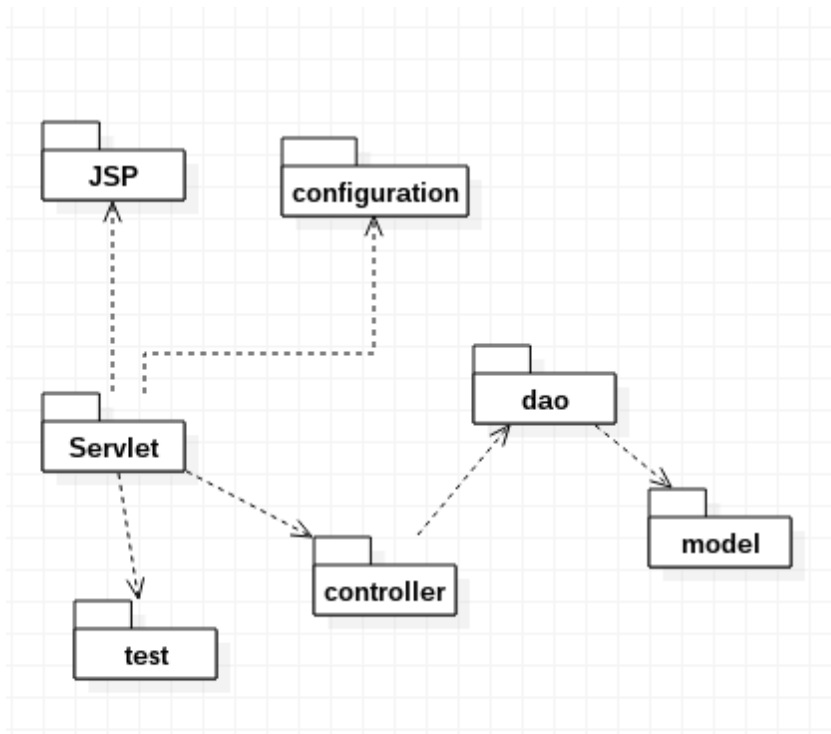 JSP
configuration
dao
Servlet
model
controller
test